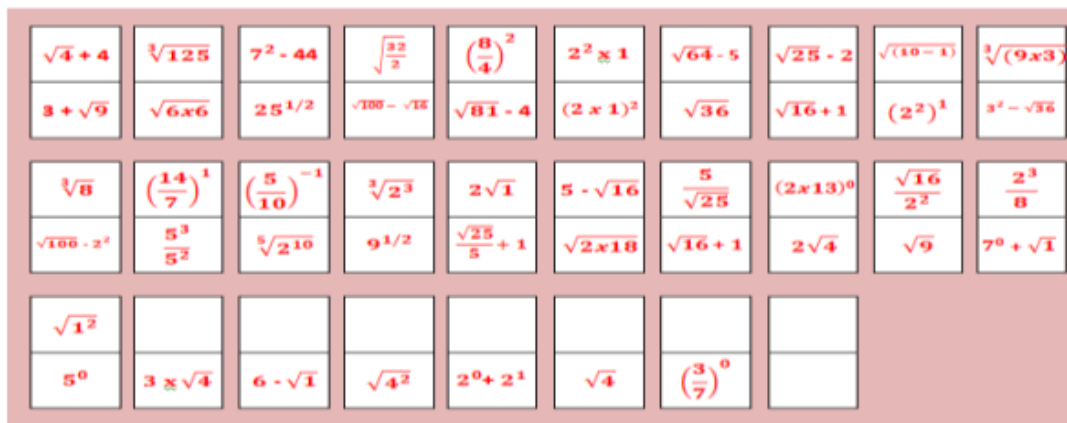 √4 + 4 ∛125 7² - 44 √(32/2) (8/4)² 2² x 1 √64 - 5 √25 - 2 √(10 − 1) ∛(9x3)
3 + √9 √6x6 25^1/2 √100 − √16 √81 - 4 (2 x 1)² √36 √16 + 1 (2²)¹ 3² − √36
∛8 (14/7)¹ (5/10)⁻¹ ∛2³ 2√1 5 - √16 5/√25 (2x13)⁰ √16/2² 2³/8
√100 - 2² 5³/5² ⁵√2¹⁰ 9^1/2 √25/5 + 1 √2x18 √16 + 1 2√4 √9 7⁰ + √1
√1²
5⁰ 3 x √4 6 - √1 √4² 2⁰+ 2¹ √4 (3/7)⁰